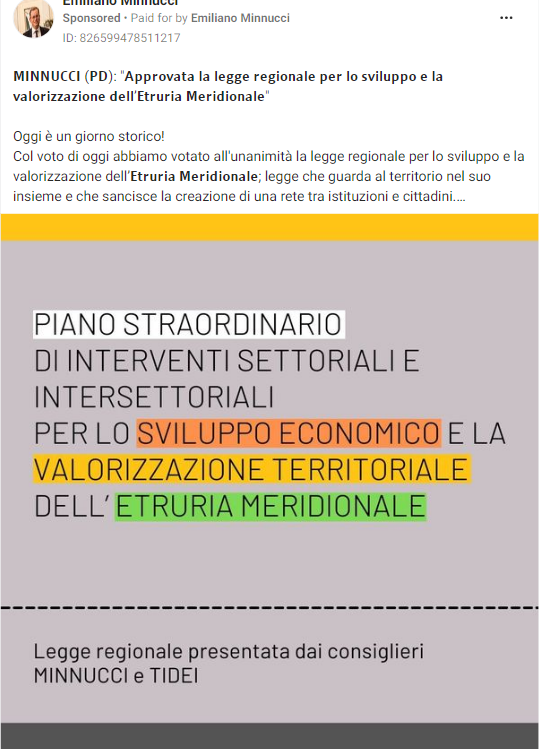 Emiliano Minnucci
Sponsored • Paid for by Emiliano Minnucci
ID: 826599478511217
MINNUCCI (PD): "Approvata la legge regionale per lo sviluppo e la
valorizzazione dell'Etruria Meridionale"
Oggi è un giorno storico!
Col voto di oggi abbiamo votato all'unanimità la legge regionale per lo sviluppo e la
valorizzazione dell'Etruria Meridionale; legge che guarda al territorio nel suo
insieme e che sancisce la creazione di una rete tra istituzioni e cittadini....
PIANO STRAORDINARIO
DI INTERVENTI SETTORIALI E
INTERSETTORIALI
PER LO SVILUPPO ECONOMICO E LA
VALORIZZAZIONE TERRITORIALE
DELL' ETRURIA MERIDIONALE
Legge regionale presentata dai consiglieri
MINNUCCI e TIDEI